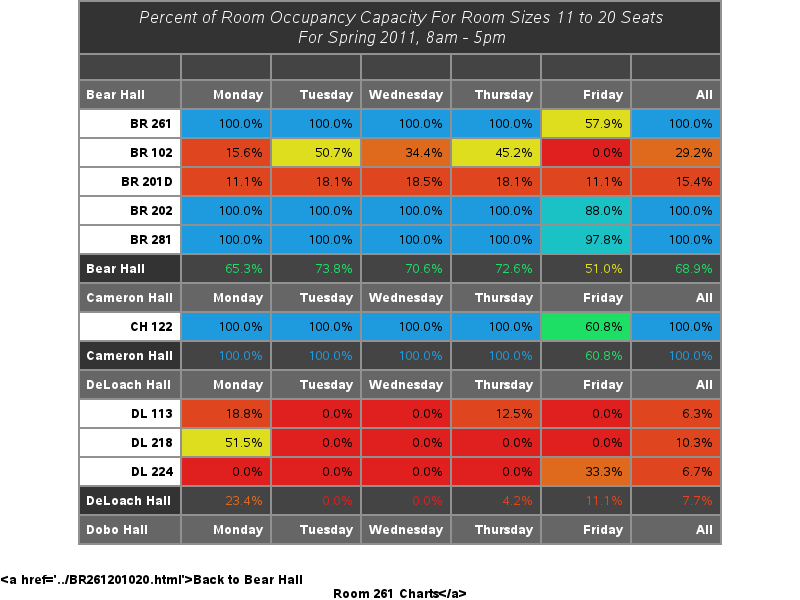 Percent of Room Occupancy Capacity For Room Sizes 11 to 20 Seats
For Spring 2011, 8am - 5pm
Bear Hall Monday Tuesday Wednesday Thursday Friday All
BR 261 100.0% 100.0% 100.0% 100.0% 57.9% 100.0%
BR 102 15.6% 50.7% 34.4% 45.2% 0.0% 29.2%
BR 201D 11.1% 18.1% 18.5% 18.1% 11.1% 15.4%
BR 202 100.0% 100.0% 100.0% 100.0% 88.0% 100.0%
BR 281 100.0% 100.0% 100.0% 100.0% 97.8% 100.0%
Bear Hall 65.3% 73.8% 70.6% 72.6% 51.0% 68.9%
Cameron Hall Monday Tuesday Wednesday Thursday Friday All
CH 122 100.0% 100.0% 100.0% 100.0% 60.8% 100.0%
Cameron Hall 100.0% 100.0% 100.0% 100.0% 60.8% 100.0%
DeLoach Hall Monday Tuesday Wednesday Thursday Friday All
DL 113 18.8% 0.0% 0.0% 12.5% 0.0% 6.3%
DL 218 51.5% 0.0% 0.0% 0.0% 0.0% 10.3%
DL 224 0.0% 0.0% 0.0% 0.0% 33.3% 6.7%
DeLoach Hall 23.4% 0.0% 0.0% 4.2% 11.1% 7.7%
Dobo Hall Monday Tuesday Wednesday Thursday Friday All
&lt;a href='../BR261201020.html'&gt;Back to Bear Hall
Room 261 Charts&lt;/a&gt;